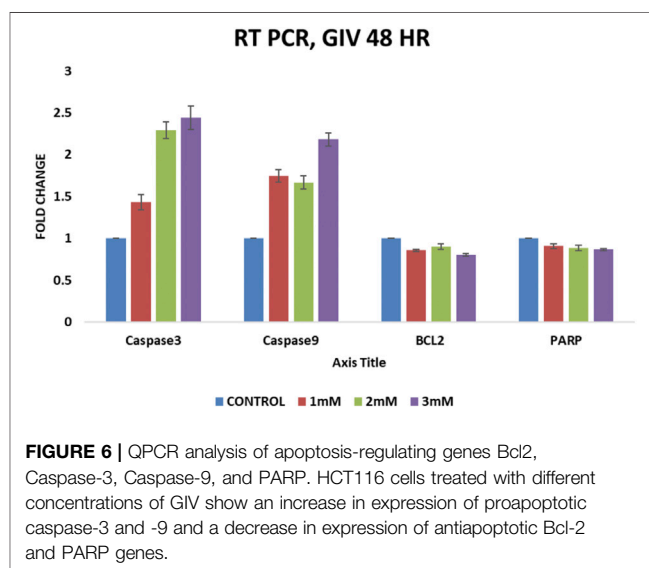 RT PCR, GIV 48 HR
3
2.5
2
1.5
1
0.5
0
FOLD CHANGE
Caspase3 Caspase9 BCL2 PARP
Axis Title
CONTROL 1mM 2mM 3mM
FIGURE 6 | QPCR analysis of apoptosis-regulating genes Bcl2,
Caspase-3, Caspase-9, and PARP. HCT116 cells treated with different
concentrations of GIV show an increase in expression of proapoptotic
caspase-3 and -9 and a decrease in expression of antiapoptotic Bcl-2
and PARP genes.